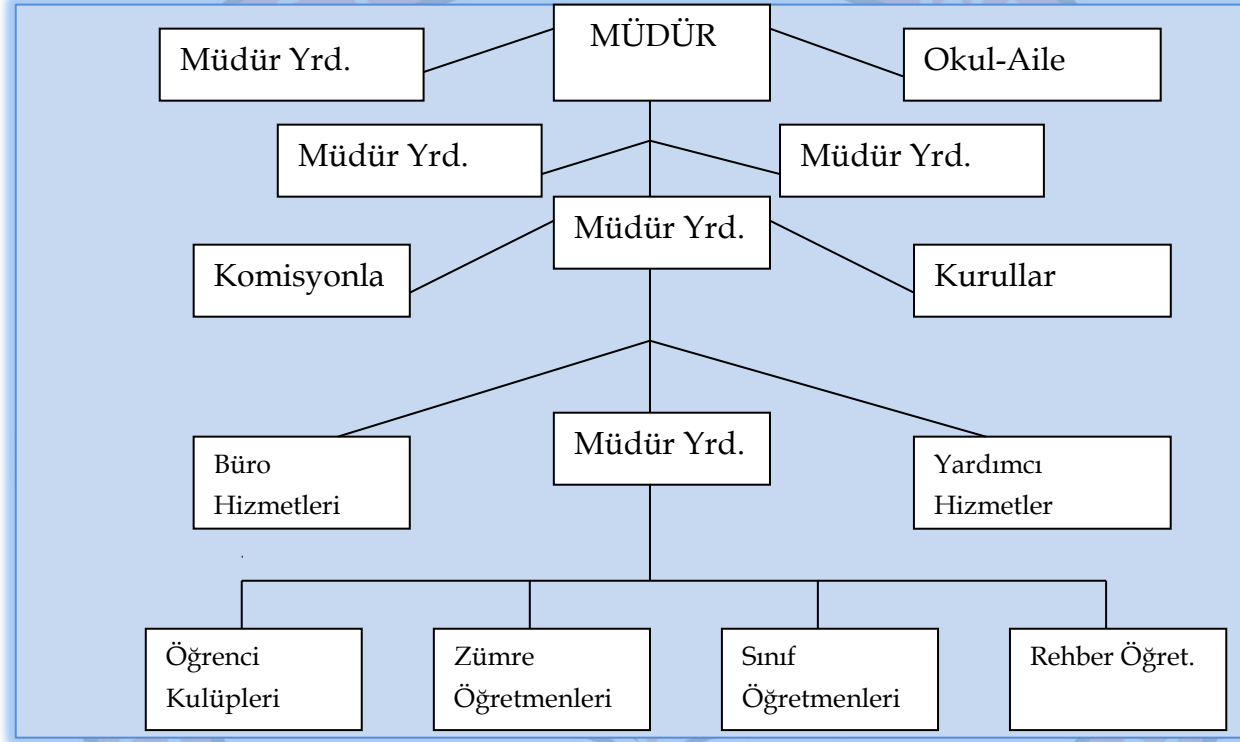 MÜDÜR
Müdür Yrd.
Okul-Aile
Müdür Yrd.
Müdür Yrd.
Müdür Yrd.
Komisyonla
Kurullar
Müdür Yrd.
Büro
Hizmetleri
Yardımcı
Hizmetler
Öğrenci
Kulüpleri
Zümre
Öğretmenleri
Sınıf
Öğretmenleri
Rehber Öğret.